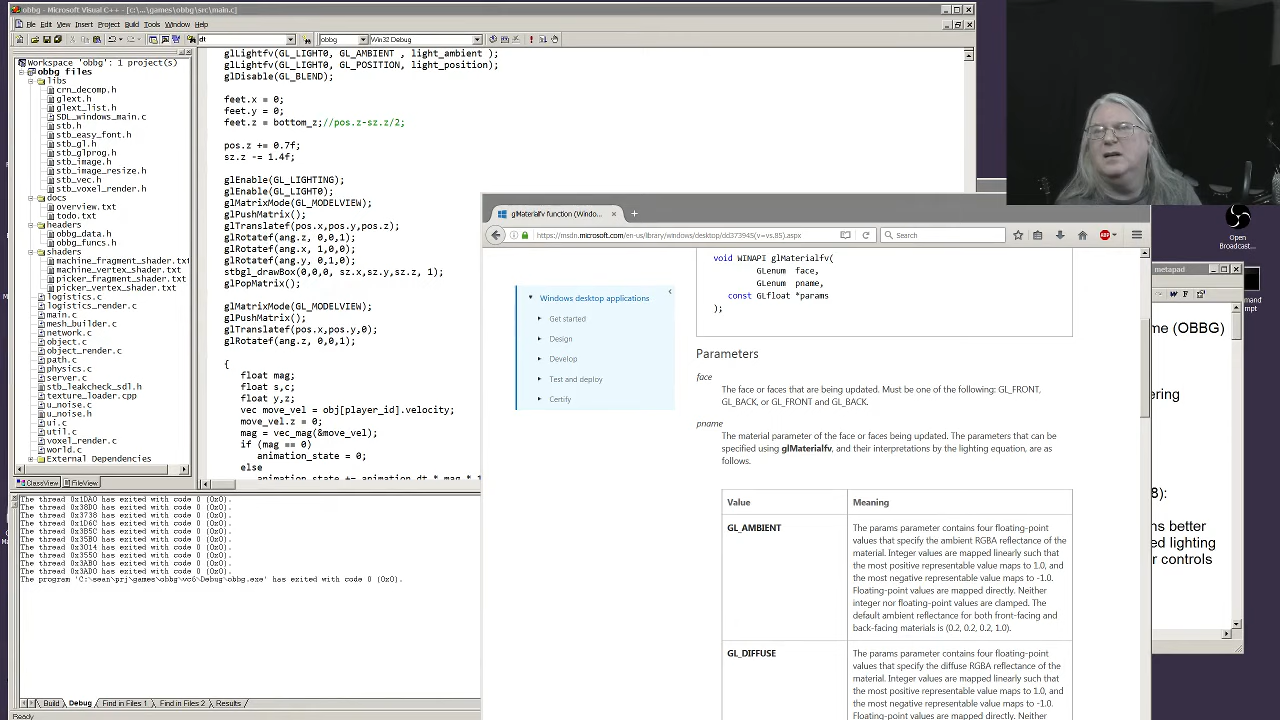 obbg - Microsoft Visual C++ - [c:\...\games\obbg\src\main.c]
File Edit View Insert Project Build Tools Window Help
dt
obbg
Win32 Debug
Workspace 'obbg': 1 project(s)
obbg files
libs
crn_decomp.h
glext.h
glext_list.h
SDL_windows_main.c
stb.h
stb_easy_font.h
stb_gl.h
stb_glprog.h
stb_image.h
stb_image_resize.h
stb_vec.h
stb_voxel_render.h
docs
overview.txt
todo.txt
headers
obbg_data.h
obbg_funcs.h
shaders
machine_fragment_shader.txt
machine_vertex_shader.txt
picker_fragment_shader.txt
picker_vertex_shader.txt
logistics.c
logistics_render.c
main.c
mesh_builder.c
network.c
object.c
object_render.c
path.c
physics.c
server.c
stb_leakcheck_sdl.h
texture_loader.cpp
u_noise.c
u_noise.h
ui.c
util.c
voxel_render.c
world.c
External Dependencies
ClassView FileView
glLightfv(GL_LIGHT0, GL_AMBIENT , light_ambient );
glLightfv(GL_LIGHT0, GL_POSITION, light_position);
glDisable(GL_BLEND);
feet.x = 0;
feet.y = 0;
feet.z = bottom_z;//pos.z-sz.z/2;
pos.z += 0.7f;
sz.z -= 1.4f;
glEnable(GL_LIGHTING);
glEnable(GL_LIGHT0);
glMatrixMode(GL_MODELVIEW);
glPushMatrix();
glTranslatef(pos.x,pos.y,pos.z);
glRotatef(ang.z, 0,0,1);
glRotatef(ang.x, 1,0,0);
glRotatef(ang.y, 0,1,0);
stbgl_drawBox(0,0,0, sz.x,sz.y,sz.z, 1);
glPopMatrix();
glMatrixMode(GL_MODELVIEW);
glPushMatrix();
glTranslatef(pos.x,pos.y,0);
glRotatef(ang.z, 0,0,1);
{
float mag;
float s,c;
float y,z;
vec move_vel = obj[player_id].velocity;
move_vel.z = 0;
mag = vec_mag(&move_vel);
if (mag == 0)
animation_state = 0;
else
animation_state += animation_dt * mag * 1
The thread 0x1DA0 has exited with code 0 (0x0).
The thread 0x38D0 has exited with code 0 (0x0).
The thread 0x3738 has exited with code 0 (0x0).
The thread 0x1D6C has exited with code 0 (0x0).
The thread 0x3B5C has exited with code 0 (0x0).
The thread 0x35B0 has exited with code 0 (0x0).
The thread 0x3014 has exited with code 0 (0x0).
The thread 0x3550 has exited with code 0 (0x0).
The thread 0x3AB0 has exited with code 0 (0x0).
The thread 0x3AD0 has exited with code 0 (0x0).
The program 'C:\sean\prj\games\obbg\vc6\Debug\obbg.exe' has exited with code 0 (0x0).
Build Debug Find in Files 1 Find in Files 2 Results
Ready
glMaterialfv function (Windo...
https://msdn.microsoft.com/en-us/library/windows/desktop/dd373945(v=vs.85).aspx
Search
ABP
Windows desktop applications
Get started
Design
Develop
Test and deploy
Certify
void WINAPI glMaterialfv(
GLenum face,
GLenum pname,
const GLfloat *params
);
Parameters
face
The face or faces that are being updated. Must be one of the following: GL_FRONT,
GL_BACK, or GL_FRONT and GL_BACK.
pname
The material parameter of the face or faces being updated. The parameters that can be
specified using glMaterialfv, and their interpretations by the lighting equation, are as
follows.
Value Meaning
GL_AMBIENT
The params parameter contains four floating-point
values that specify the ambient RGBA reflectance of the
material. Integer values are mapped linearly such that
the most positive representable value maps to 1.0, and
the most negative representable value maps to -1.0.
Floating-point values are mapped directly. Neither
integer nor floating-point values are clamped. The
default ambient reflectance for both front-facing and
back-facing materials is (0.2, 0.2, 0.2, 1.0).
GL_DIFFUSE
The params parameter contains four floating-point
values that specify the diffuse RGBA reflectance of the
material. Integer values are mapped linearly such that
the most positive representable value maps to 1.0, and
the most negative representable value maps to -1.0.
Floating-point values are mapped directly. Neither
Open
Broadcast...
metapad
W F
me (OBBG)
ering
8):
ns better
ed lighting
r controls